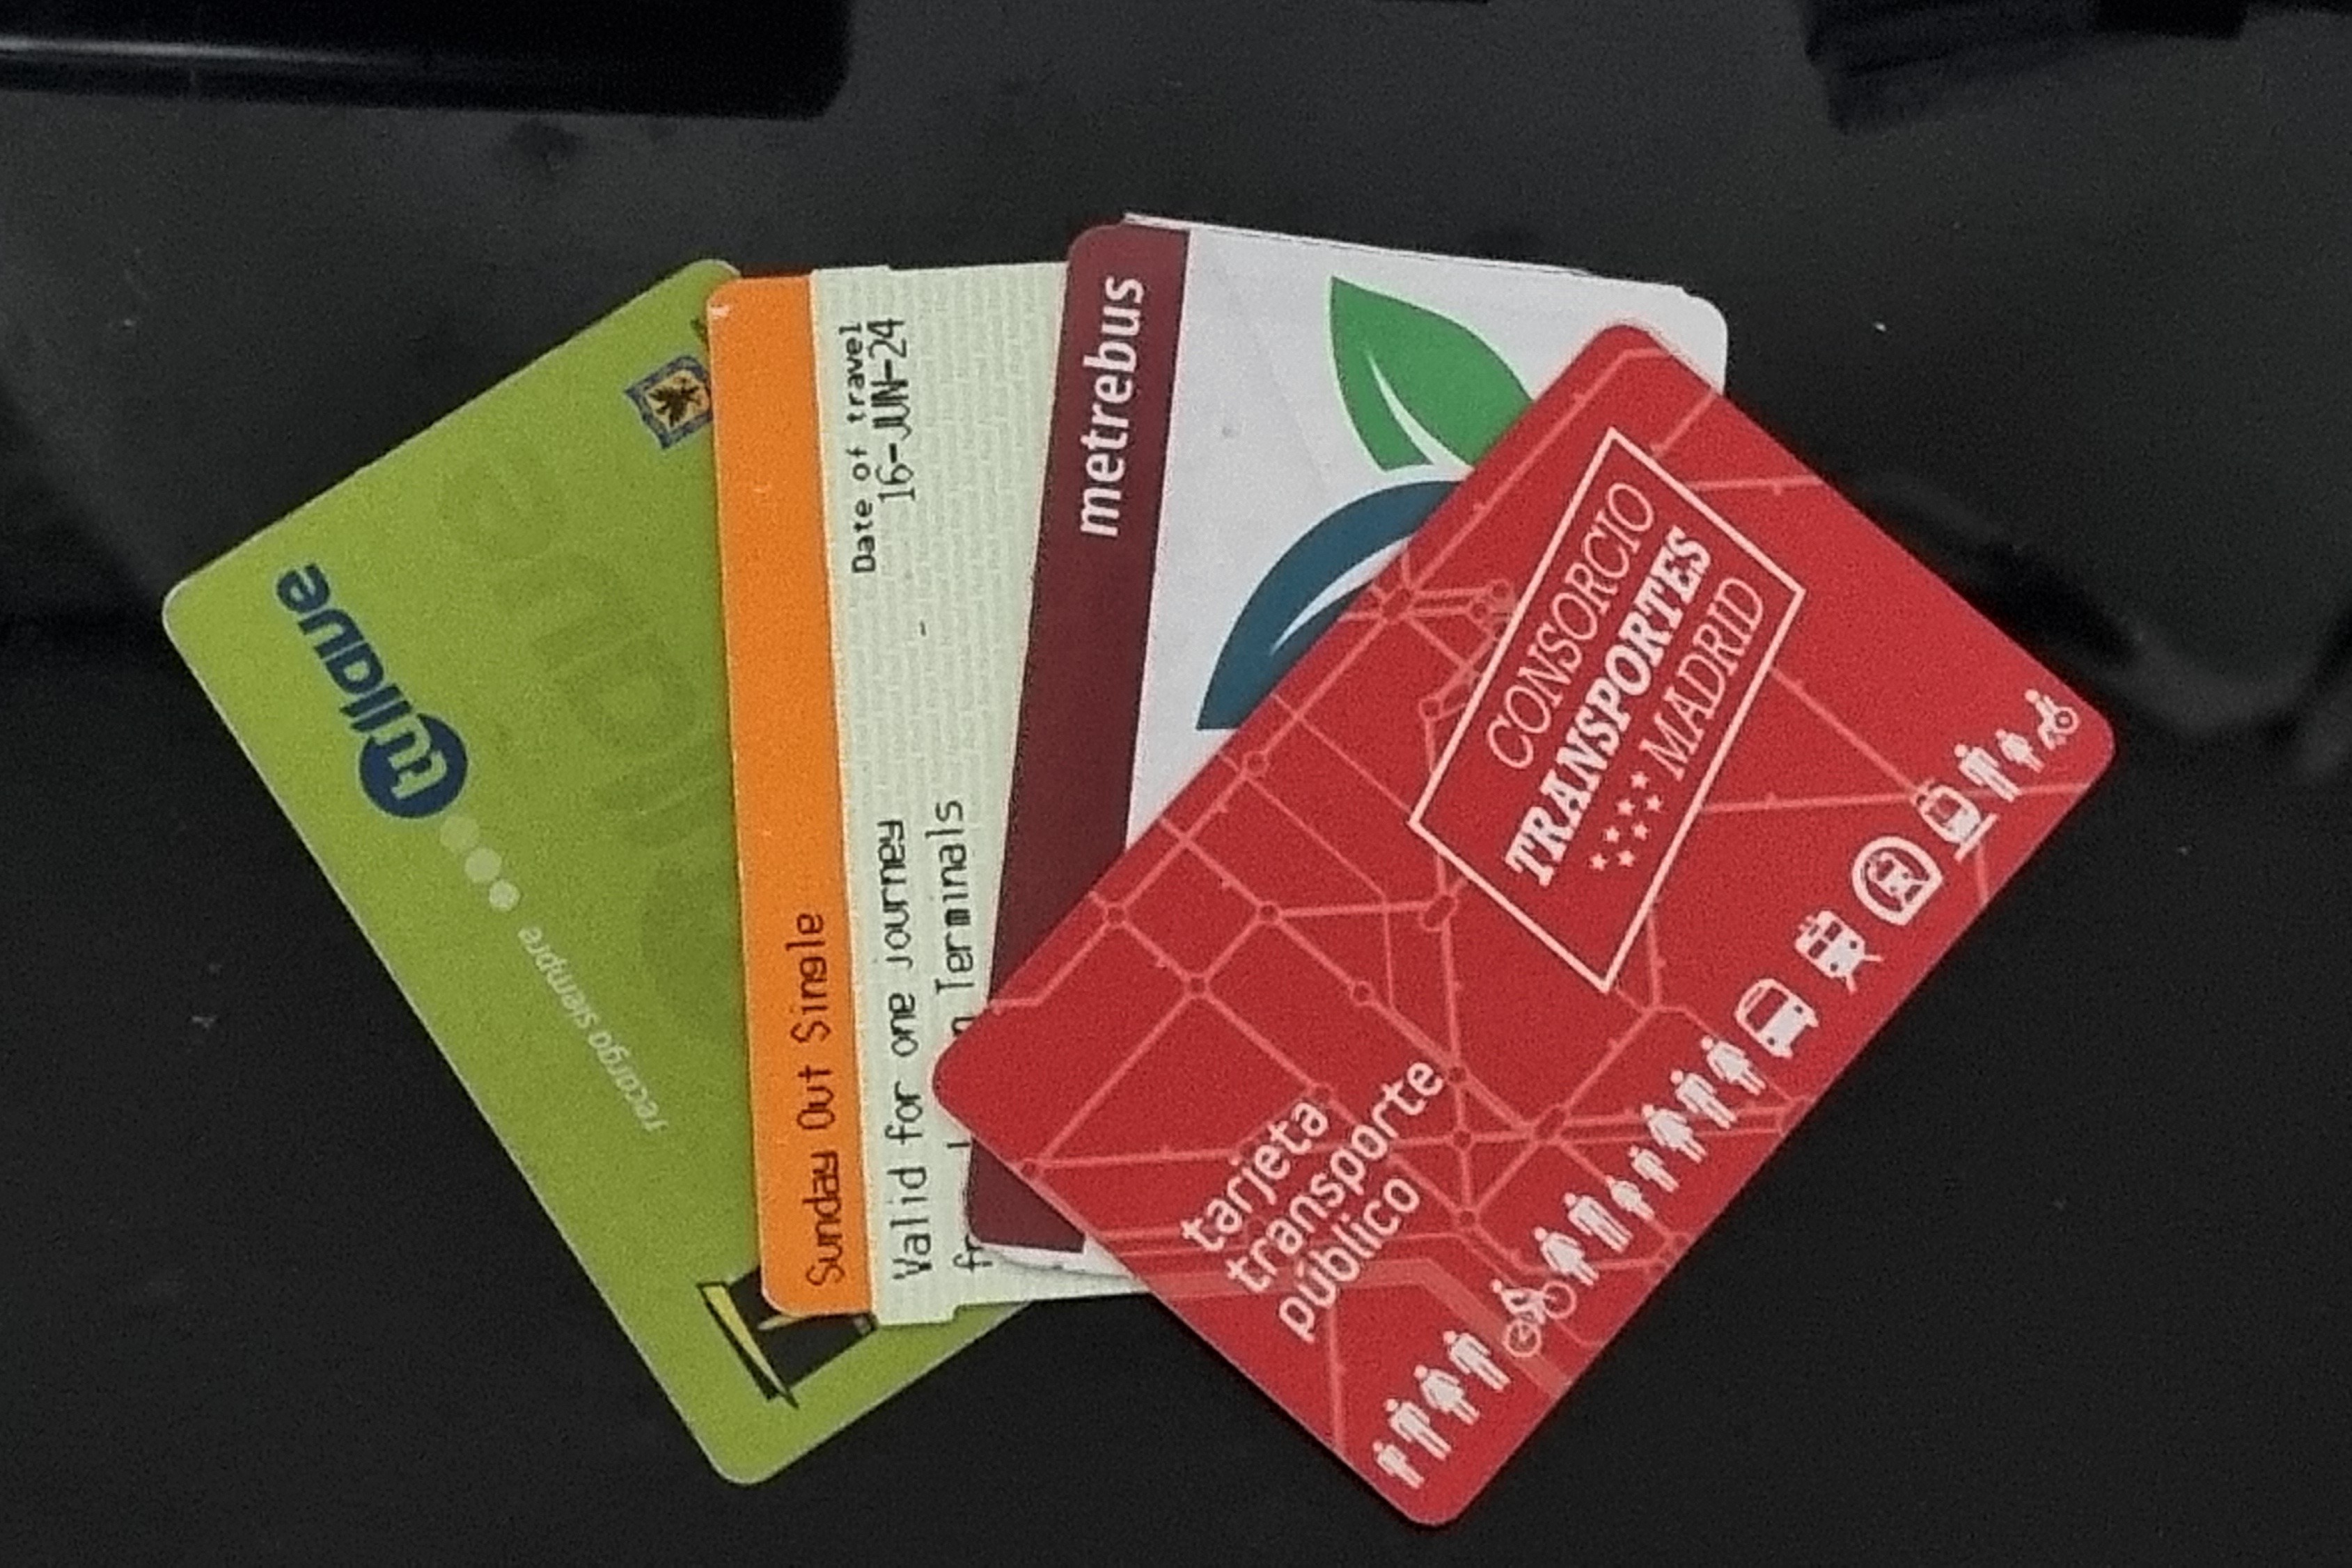 tullave
recargo siempre
Sunday Out Single
Date of travel
16-JUN-24
Valid for one journey
-
Terminals
metrebus
CONSORCIO
TRANSPORTES
MADRID
tarjeta
transporte
público